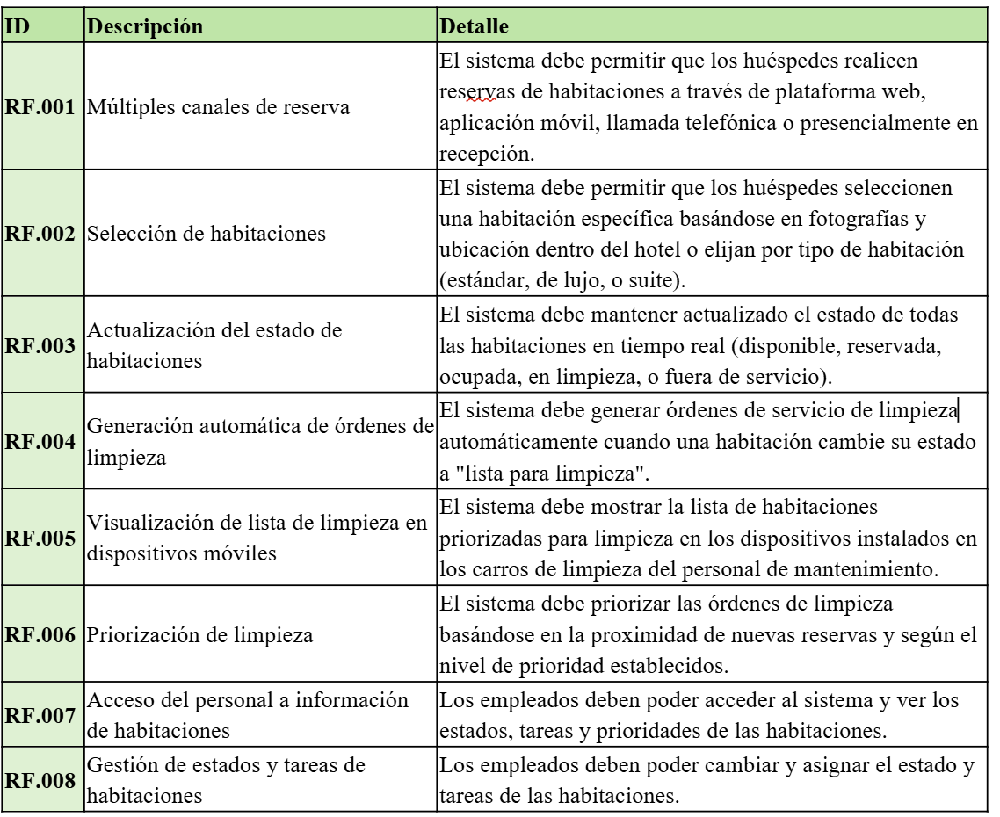 ID Descripción Detalle
RF.001 Múltiples canales de reserva
El sistema debe permitir que los huéspedes realicen
reservas de habitaciones a través de plataforma web,
aplicación móvil, llamada telefónica o presencialmente en
recepción.
RF.002 Selección de habitaciones
El sistema debe permitir que los huéspedes seleccionen
una habitación específica basándose en fotografías y
ubicación dentro del hotel o elijan por tipo de habitación
(estándar, de lujo, o suite).
RF.003
Actualización del estado de
habitaciones
El sistema debe mantener actualizado el estado de todas
las habitaciones en tiempo real (disponible, reservada,
ocupada, en limpieza, o fuera de servicio).
RF.004
Generación automática de órdenes de
limpieza
El sistema debe generar órdenes de servicio de limpieza
automáticamente cuando una habitación cambie su estado
a "lista para limpieza".
RF.005
Visualización de lista de limpieza en
dispositivos móviles
El sistema debe mostrar la lista de habitaciones
priorizadas para limpieza en los dispositivos instalados en
los carros de limpieza del personal de mantenimiento.
RF.006 Priorización de limpieza
El sistema debe priorizar las órdenes de limpieza
basándose en la proximidad de nuevas reservas y según el
nivel de prioridad establecidos.
RF.007
Acceso del personal a información
de habitaciones
Los empleados deben poder acceder al sistema y ver los
estados, tareas y prioridades de las habitaciones.
RF.008
Gestión de estados y tareas de
habitaciones
Los empleados deben poder cambiar y asignar el estado y
tareas de las habitaciones.